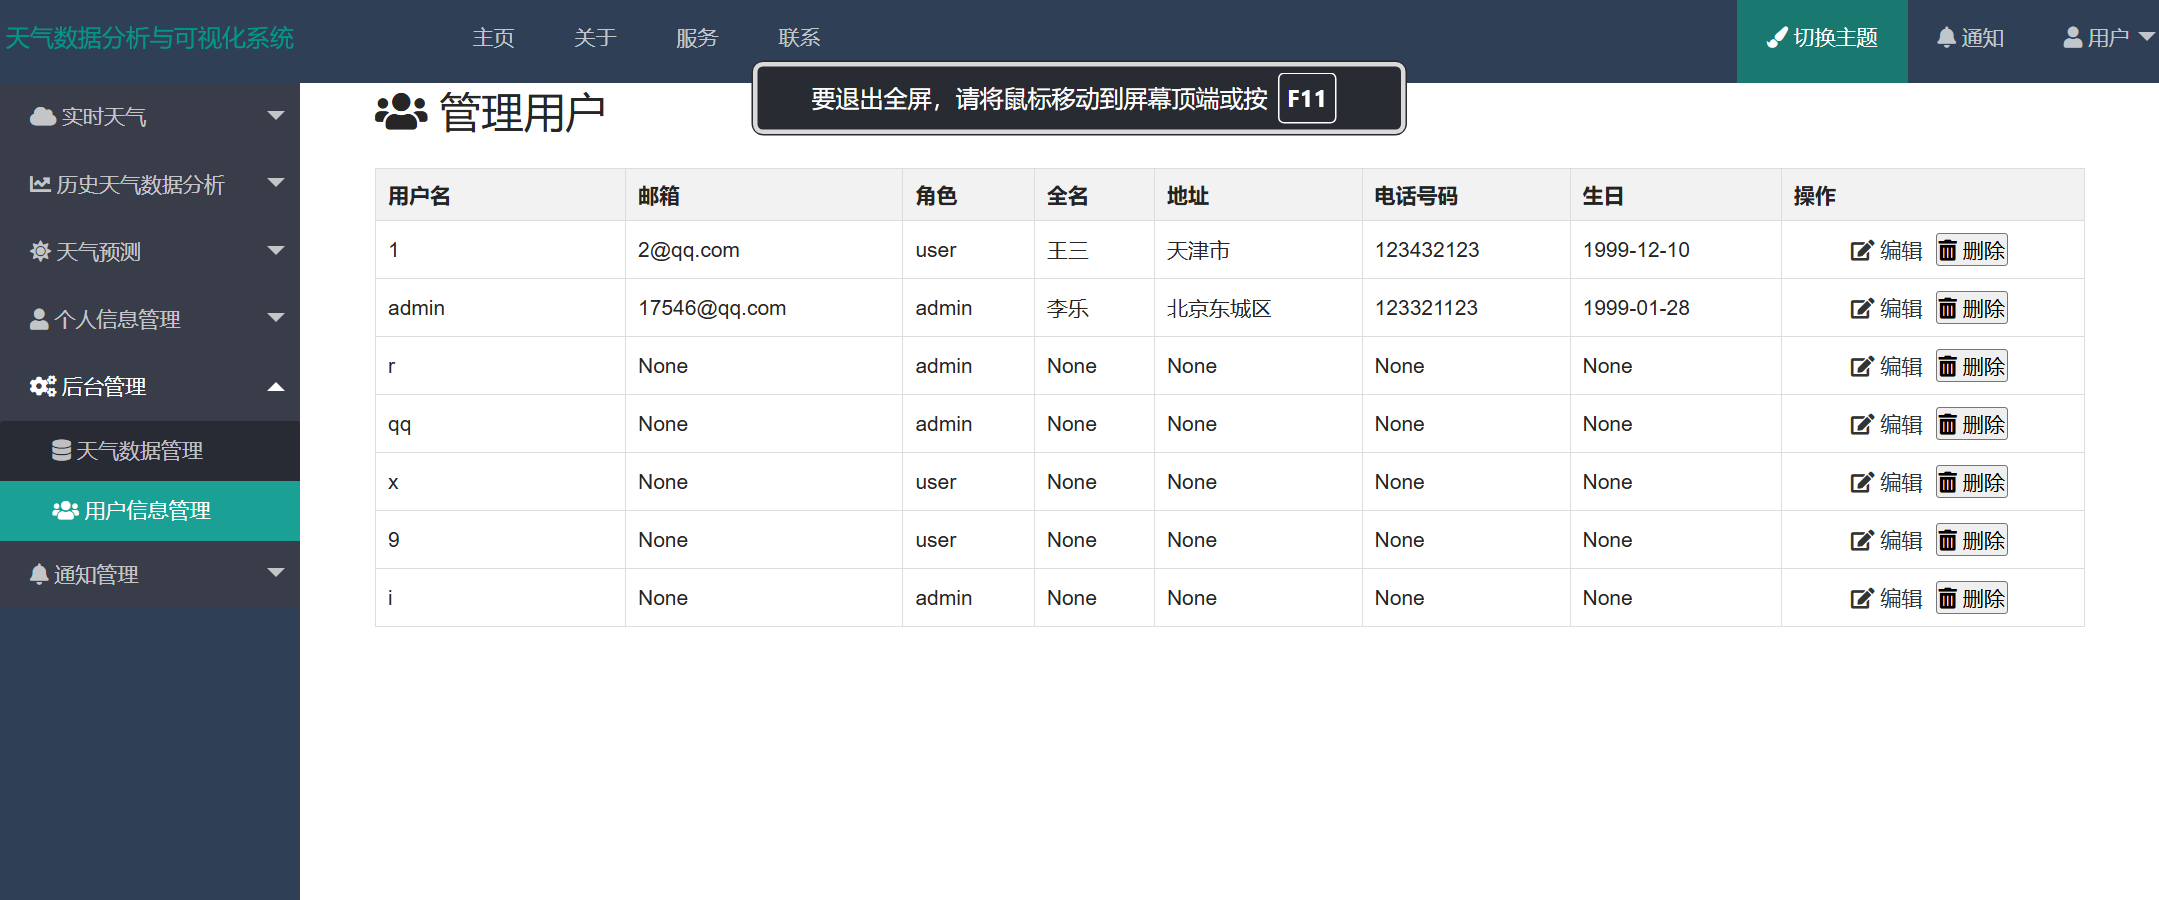 天气数据分析与可视化系统 主页 关于 服务 联系 切换主题 通知 用户
要退出全屏，请将鼠标移动到屏幕顶端或按 F11
实时天气
历史天气数据分析
天气预测
个人信息管理
后台管理
天气数据管理
用户信息管理
通知管理
管理用户
用户名 邮箱 角色 全名 地址 电话号码 生日 操作
1 2@qq.com user 王三 天津市 123432123 1999-12-10 编辑 删除
admin 17546@qq.com admin 李乐 北京东城区 123321123 1999-01-28 编辑 删除
r None admin None None None None 编辑 删除
qq None admin None None None None 编辑 删除
x None user None None None None 编辑 删除
9 None user None None None None 编辑 删除
i None admin None None None None 编辑 删除